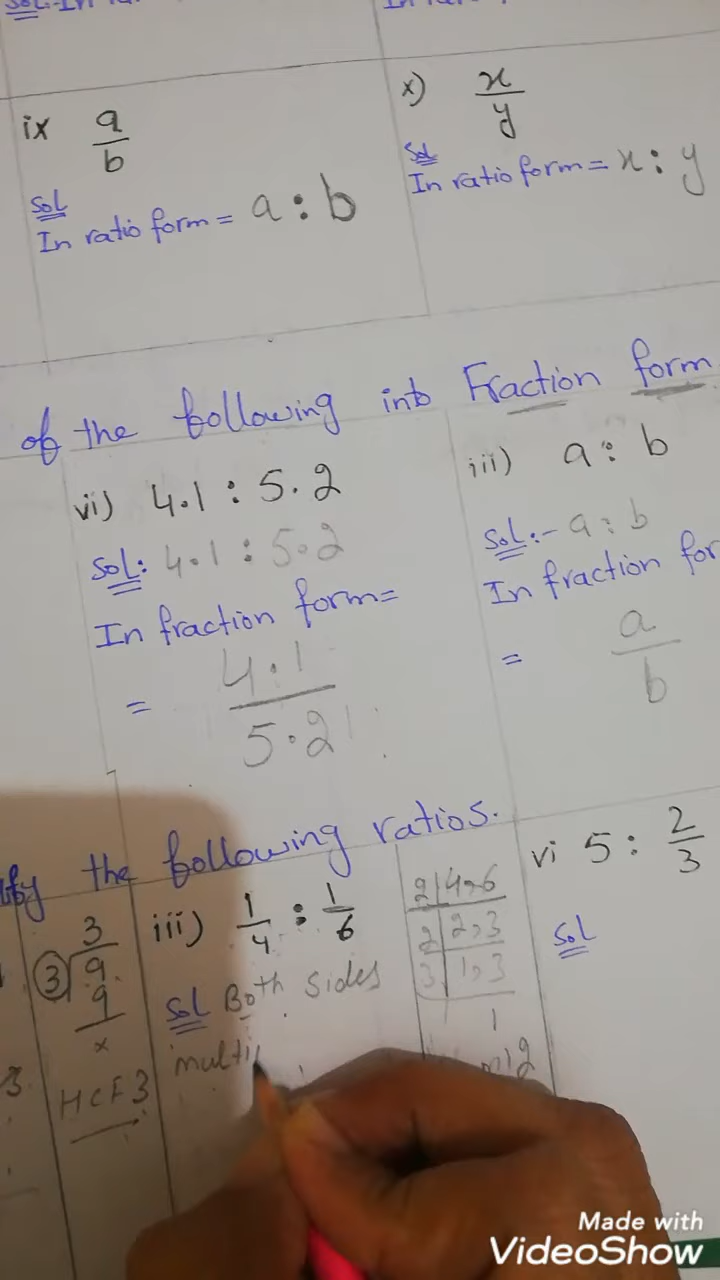 ix a/b
Sol
In ratio form = a : b
x) x/y
Sol
In ratio form = x : y
of the following into Fraction form
vi) 4.1 : 5.2
Sol: 4.1 : 5.2
In fraction form=
= 4.1/5.2
iii) a : b
Sol:- a : b
In fraction for
= a/b
the following ratios.
3
3 9
9
x
HCF 3
iii) 1/4 : 1/6
Sol Both sides
multi
2 4,6
2 2,3
3 1,3
1
vi 5 : 2/3
Sol
Made with
VideoShow